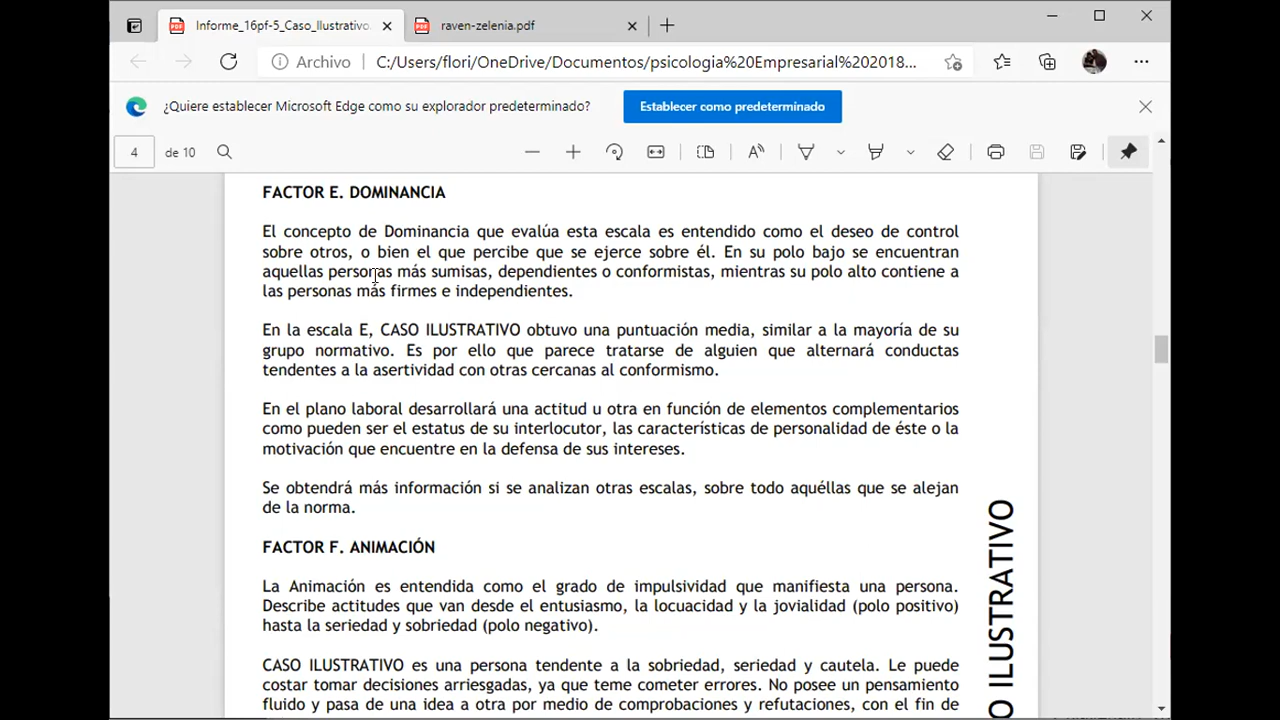 Informe_16pf-5_Caso_Ilustrativo.
raven-zelenia.pdf
Archivo
C:/Users/flori/OneDrive/Documentos/psicologia%20Empresarial%202018...
¿Quiere establecer Microsoft Edge como su explorador predeterminado?
Establecer como predeterminado
4 de 10
FACTOR E. DOMINANCIA
El concepto de Dominancia que evalúa esta escala es entendido como el deseo de control
sobre otros, o bien el que percibe que se ejerce sobre él. En su polo bajo se encuentran
aquellas personas más sumisas, dependientes o conformistas, mientras su polo alto contiene a
las personas más firmes e independientes.
En la escala E, CASO ILUSTRATIVO obtuvo una puntuación media, similar a la mayoría de su
grupo normativo. Es por ello que parece tratarse de alguien que alternará conductas
tendentes a la asertividad con otras cercanas al conformismo.
En el plano laboral desarrollará una actitud u otra en función de elementos complementarios
como pueden ser el estatus de su interlocutor, las características de personalidad de éste o la
motivación que encuentre en la defensa de sus intereses.
Se obtendrá más información si se analizan otras escalas, sobre todo aquéllas que se alejan
de la norma.
FACTOR F. ANIMACIÓN
La Animación es entendida como el grado de impulsividad que manifiesta una persona.
Describe actitudes que van desde el entusiasmo, la locuacidad y la jovialidad (polo positivo)
hasta la seriedad y sobriedad (polo negativo).
CASO ILUSTRATIVO es una persona tendente a la sobriedad, seriedad y cautela. Le puede
costar tomar decisiones arriesgadas, ya que teme cometer errores. No posee un pensamiento
fluido y pasa de una idea a otra por medio de comprobaciones y refutaciones, con el fin de
O ILUSTRATIVO